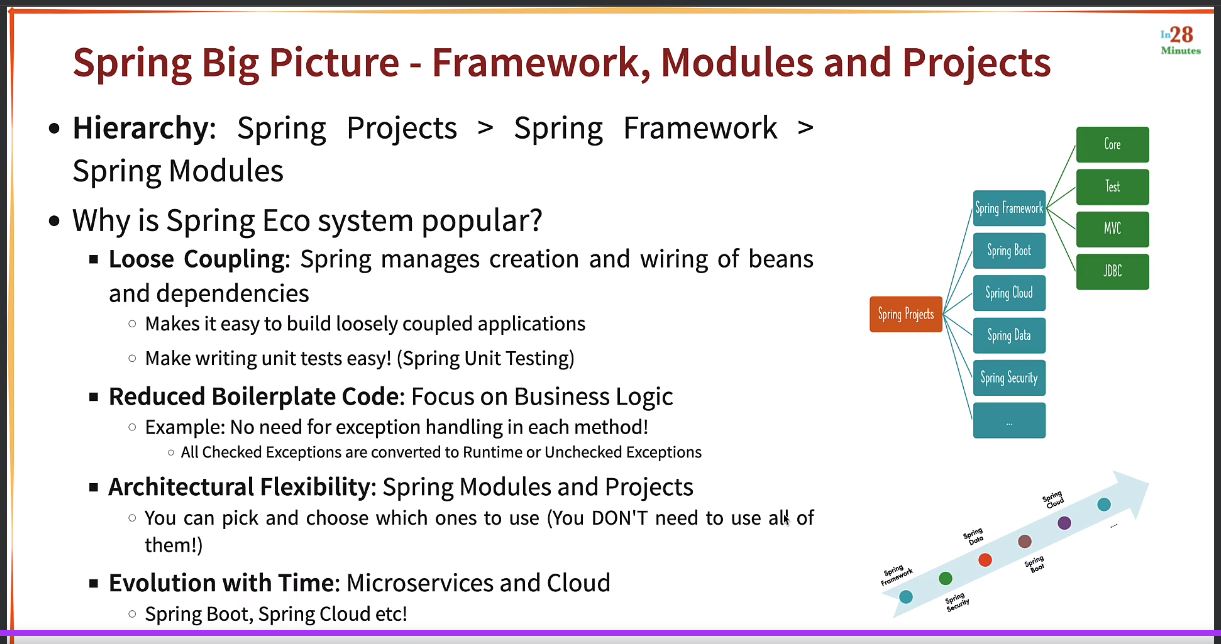 In28
Minutes
Spring Big Picture - Framework, Modules and Projects
Hierarchy: Spring Projects > Spring Framework >
Spring Modules
Why is Spring Eco system popular?
Loose Coupling: Spring manages creation and wiring of beans
and dependencies
Makes it easy to build loosely coupled applications
Make writing unit tests easy! (Spring Unit Testing)
Reduced Boilerplate Code: Focus on Business Logic
Example: No need for exception handling in each method!
All Checked Exceptions are converted to Runtime or Unchecked Exceptions
Architectural Flexibility: Spring Modules and Projects
You can pick and choose which ones to use (You DON'T need to use all of
them!)
Evolution with Time: Microservices and Cloud
Spring Boot, Spring Cloud etc!
Spring Projects
Spring Framework
Spring Boot
Spring Cloud
Spring Data
Spring Security
...
Core
Test
MVC
JDBC
Spring
Framework
Spring
Security
Spring
Data
Spring
Boot
Spring
Cloud
....